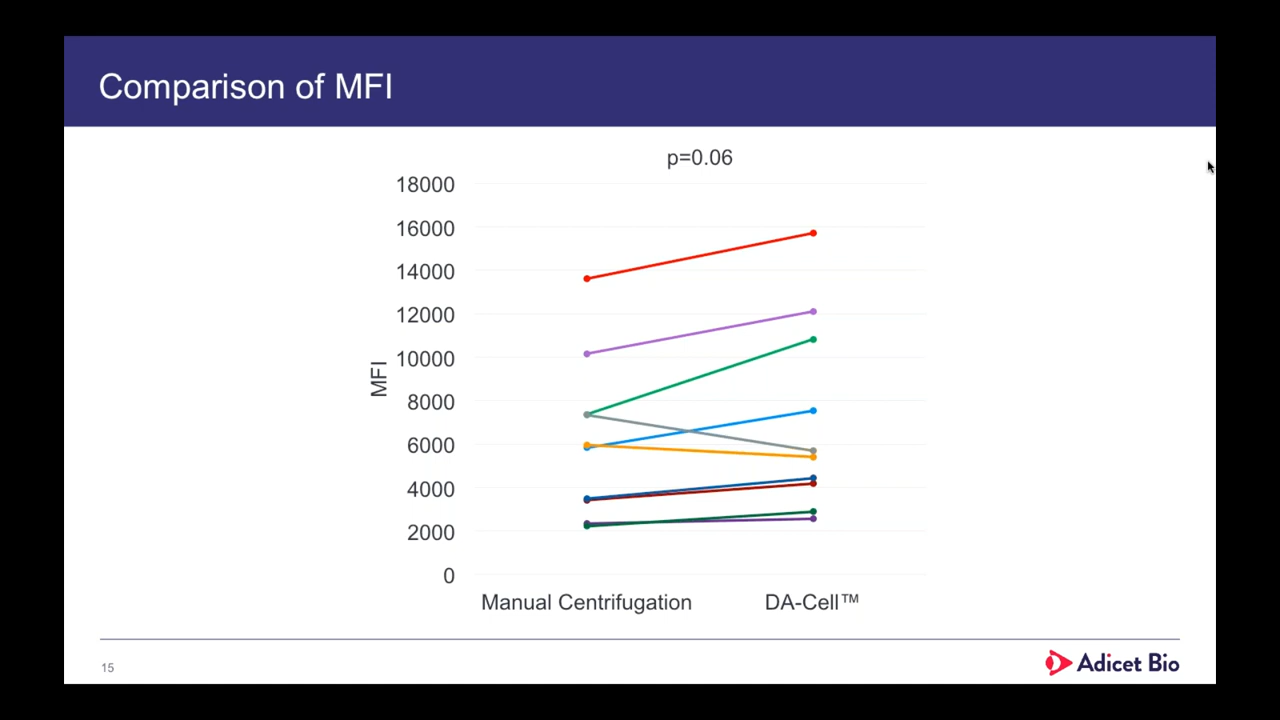 Comparison of MFI
p=0.06
18000
16000
14000
12000
10000
8000
6000
4000
2000
0
MFI
Manual Centrifugation
DA-Cell™
15
Adicet Bio